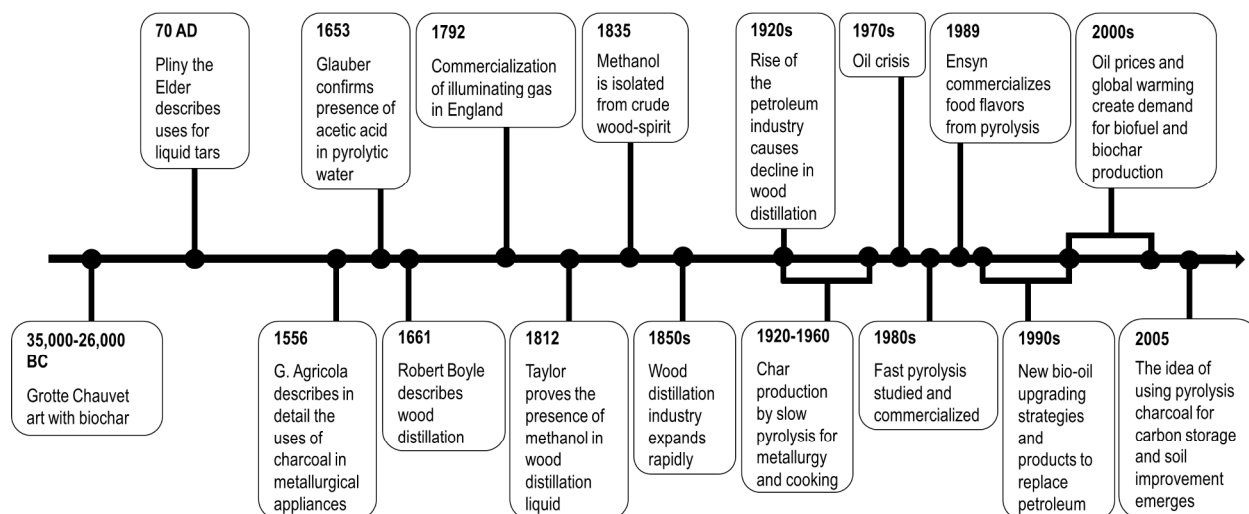 70 AD
Pliny the
Elder
describes
uses for
liquid tars
1653
Glauber
confirms
presence of
acetic acid
in pyrolytic
water
1792
Commercialization
of illuminating gas
in England
1835
Methanol
is isolated
from crude
wood-spirit
1920s
Rise of
the
petroleum
industry
causes
decline in
wood
distillation
1970s
Oil crisis
1989
Ensyn
commercializes
food flavors
from pyrolysis
2000s
Oil prices and
global warming
create demand
for biofuel and
biochar
production
35,000-26,000
BC
Grotte Chauvet
art with biochar
1556
G. Agricola
describes in
detail the
uses of
charcoal in
metallurgical
appliances
1661
Robert Boyle
describes
wood
distillation
1812
Taylor
proves the
presence of
methanol in
wood
distillation
liquid
1850s
Wood
distillation
industry
expands
rapidly
1920-1960
Char
production
by slow
pyrolysis for
metallurgy
and cooking
1980s
Fast pyrolysis
studied and
commercialized
1990s
New bio-oil
upgrading
strategies
and
products to
replace
petroleum
2005
The idea of
using pyrolysis
charcoal for
carbon storage
and soil
improvement
emerges